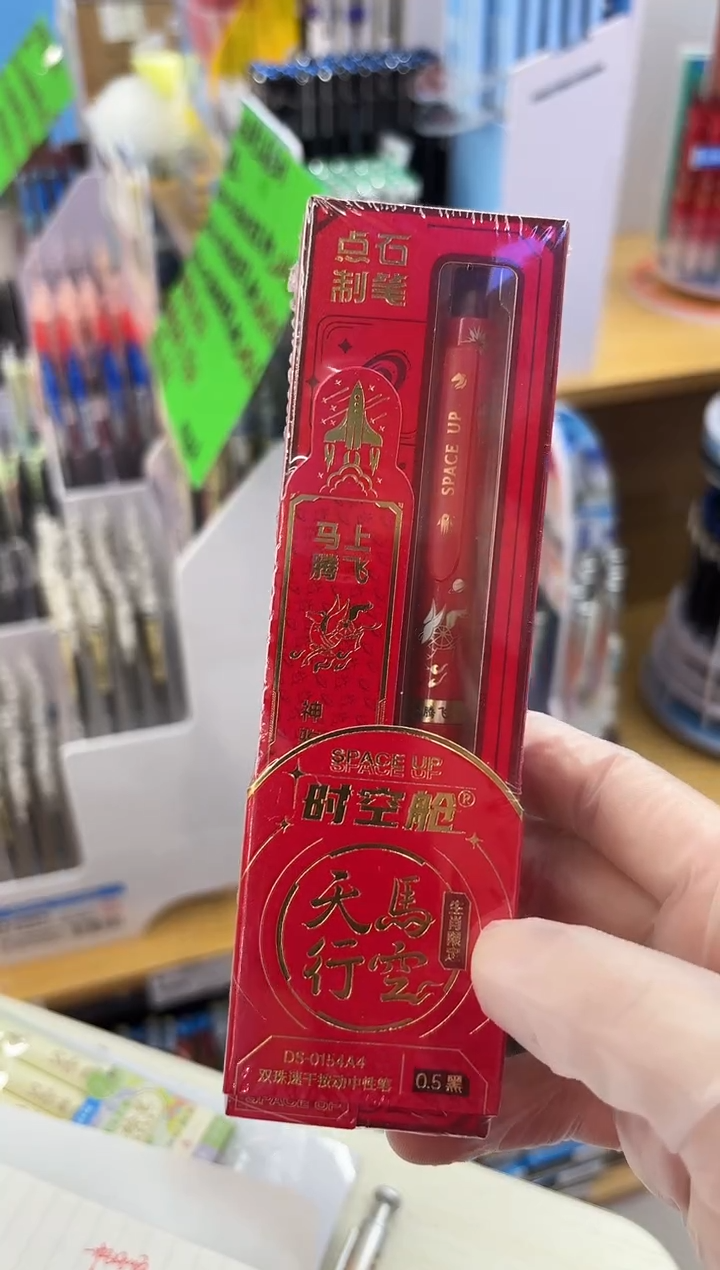 点石
制笔
SPACE UP
马上
腾飞
神
SPACE UP
时空舱®
天馬
行空
生肖限定
DS-0154A4
双珠速干按动中性笔
0.5 黑